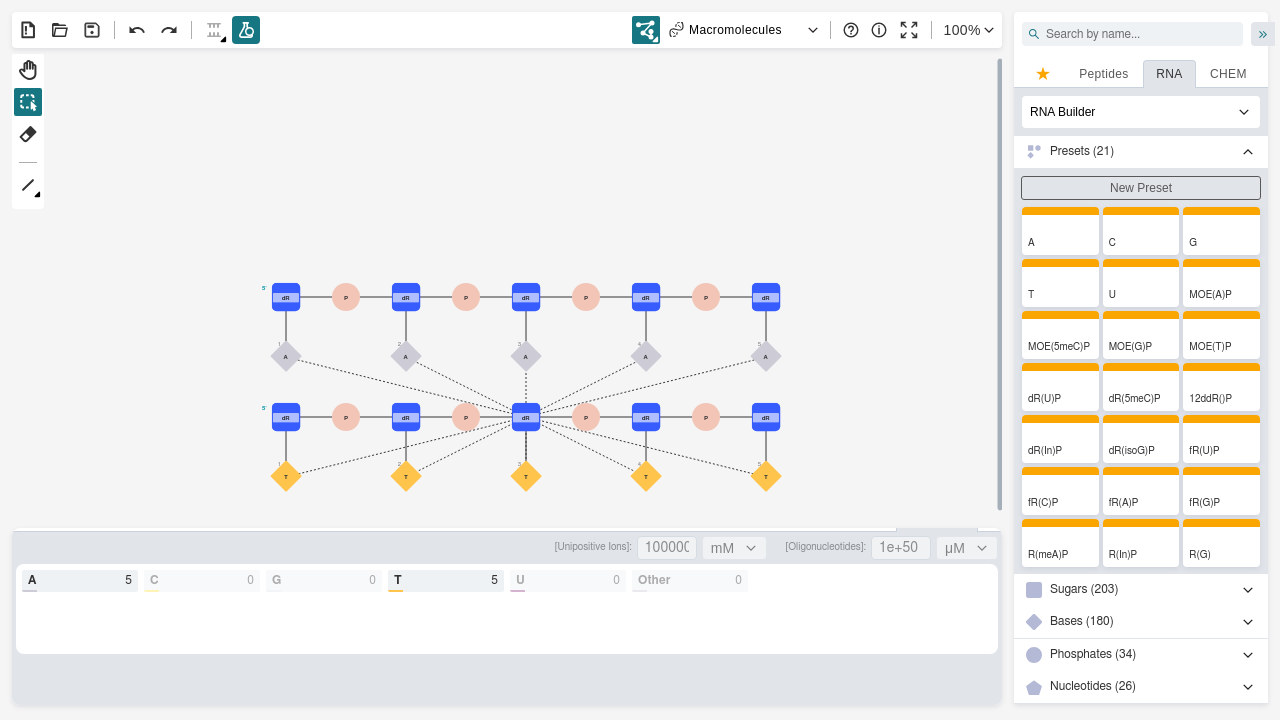 Macromolecules
100%
Search by name...
Peptides
RNA
CHEM
RNA Builder
Presets (21)
New Preset
A
C
G
T
U
MOE(A)P
MOE(5meC)P
MOE(G)P
MOE(T)P
dR(U)P
dR(5meC)P
12ddR()P
dR(In)P
dR(isoG)P
fR(U)P
fR(C)P
fR(A)P
fR(G)P
R(meA)P
R(In)P
R(G)
Sugars (203)
Bases (180)
Phosphates (34)
Nucleotides (26)
5' dR P dR P dR P dR P dR
1 2 3 4 5
A A A A A
5' dR P dR P dR P dR P dR
1 2 3 4 5
T T T T T
[Unipositive Ions]: 100000 mM [Oligonucleotides]: 1e+50 µM
A 5 C 0 G 0 T 5 U 0 Other 0